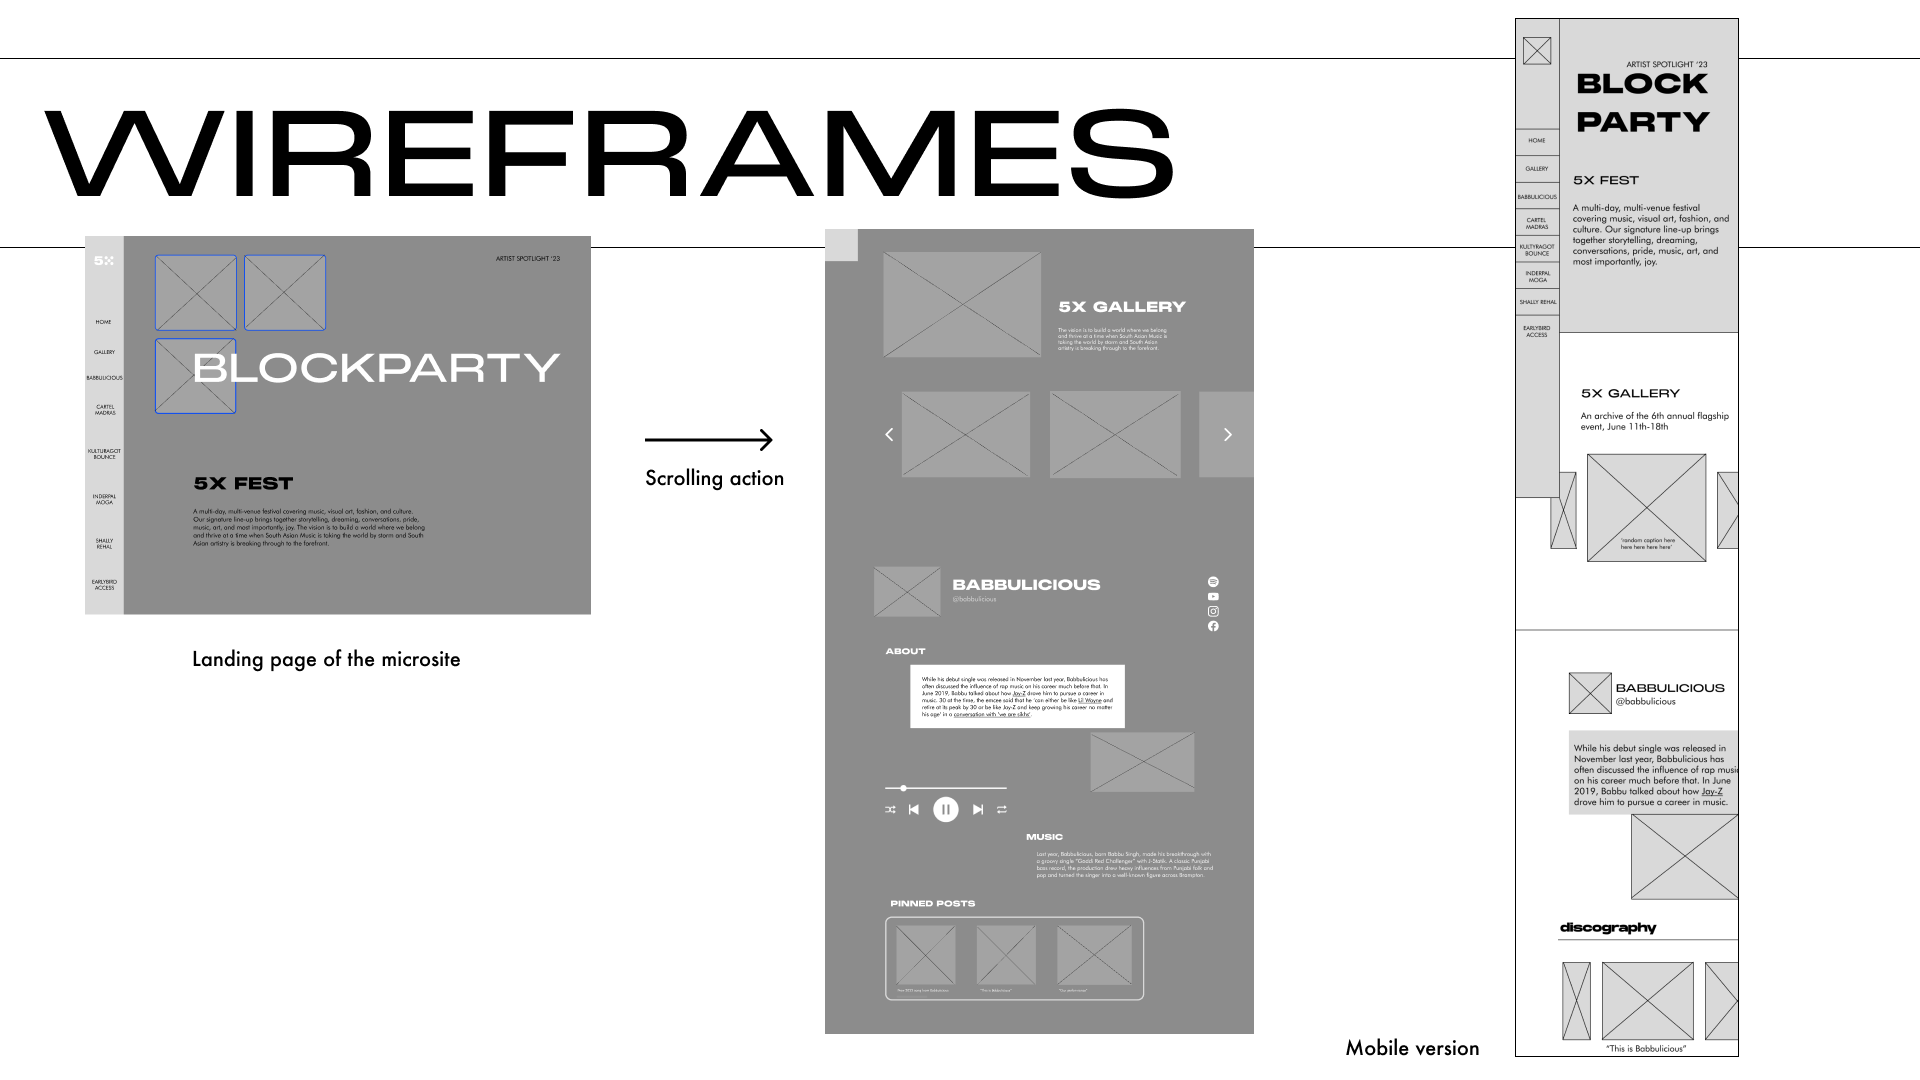 WIREFRAMES
5X
HOME
GALLERY
BABBULICIOUS
CARTEL
MADRAS
KULTURAGOT
BOUNCE
INDERPAL
MOGA
SHALLY
REHAL
EARLYBIRD
ACCESS
ARTIST SPOTLIGHT '23
BLOCKPARTY
5X FEST
A multi-day, multi-venue festival covering music, visual art, fashion, and culture.
Our signature line-up brings together storytelling, dreaming, conversations, pride,
music, art, and most importantly, joy. The vision is to build a world where we belong
and thrive at a time when South Asian Music is taking the world by storm and South
Asian artistry is breaking through to the forefront.
Landing page of the microsite
Scrolling action
5X GALLERY
The vision is to build a world where we belong
and thrive at a time when South Asian Music is
taking the world by storm and South Asian
artistry is breaking through to the forefront.
BABBULICIOUS
@babbulicious
ABOUT
While his debut single was released in November last year, Babbulicious has
often discussed the influence of rap music on his career much before that. In
June 2019, Babbu talked about how Jay-Z drove him to pursue a career in
music. 30 at the time, the emcee said that he 'can either be like Lil Wayne and
retire at its peak by 30 or be like Jay-Z and keep growing his career no matter
his age' in a conversation with 'we are sikhs'.
MUSIC
Last year, Babbulicious, born Babbu Singh, made his breakthrough with
a groovy single "Gaddi Red Challenger" with J-Statik. A classic Punjabi
bass record, the production drew heavy influences from Punjabi folk and
pop and turned the singer into a well-known figure across Brampton.
PINNED POSTS
"This is Babbulicious"
Mobile version
HOME
GALLERY
BABBULICIOUS
CARTEL
MADRAS
KULTYRAGOT
BOUNCE
INDERPAL
MOGA
SHALLY REHAL
EARLYBIRD
ACCESS
ARTIST SPOTLIGHT '23
BLOCK
PARTY
5X FEST
A multi-day, multi-venue festival
covering music, visual art, fashion, and
culture. Our signature line-up brings
together storytelling, dreaming,
conversations, pride, music, art, and
most importantly, joy.
5X GALLERY
An archive of the 6th annual flagship
event, June 11th-18th
'random caption here
here here here here'
BABBULICIOUS
@babbulicious
While his debut single was released in
November last year, Babbulicious has
often discussed the influence of rap music
on his career much before that. In June
2019, Babbu talked about how Jay-Z
drove him to pursue a career in music.
discography
"This is Babbulicious"